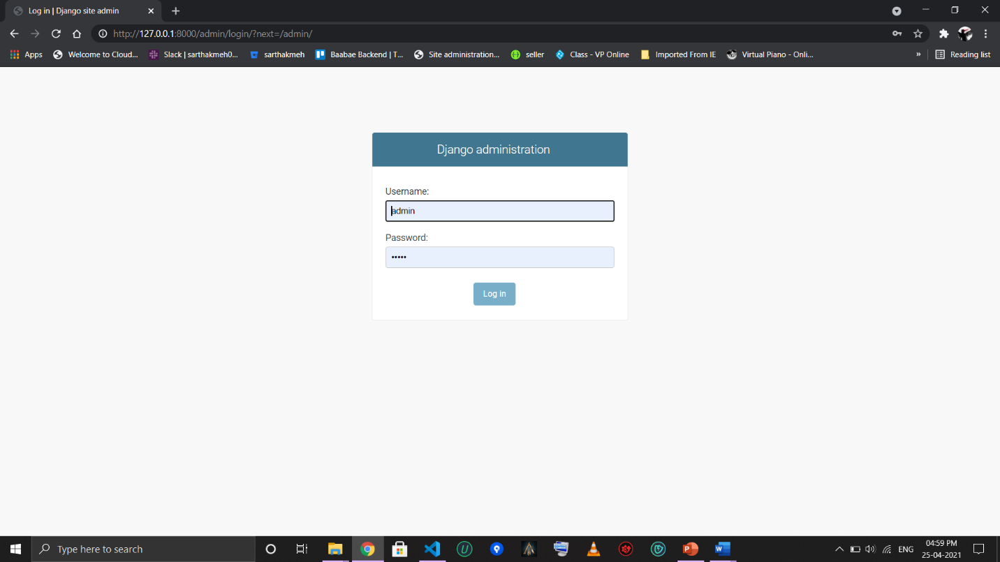 Log in | Django site admin
http://127.0.0.1:8000/admin/login/?next=/admin/
Apps Welcome to Cloud... Slack | sarthakmeh0... sarthakmeh Baabae Backend | T... Site administration... seller Class - VP Online Imported From IE Virtual Piano - Onli... » Reading list
Django administration
Username:
admin
Password:
•••••
Log in
Type here to search
ENG
04:59 PM
25-04-2021